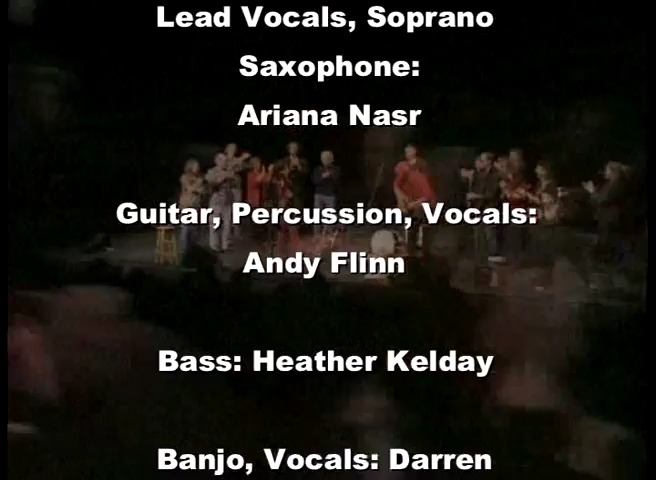 Lead Vocals, Soprano
Saxophone:
Ariana Nasr
Guitar, Percussion, Vocals:
Andy Flinn
Bass: Heather Kelday
Banjo, Vocals: Darren